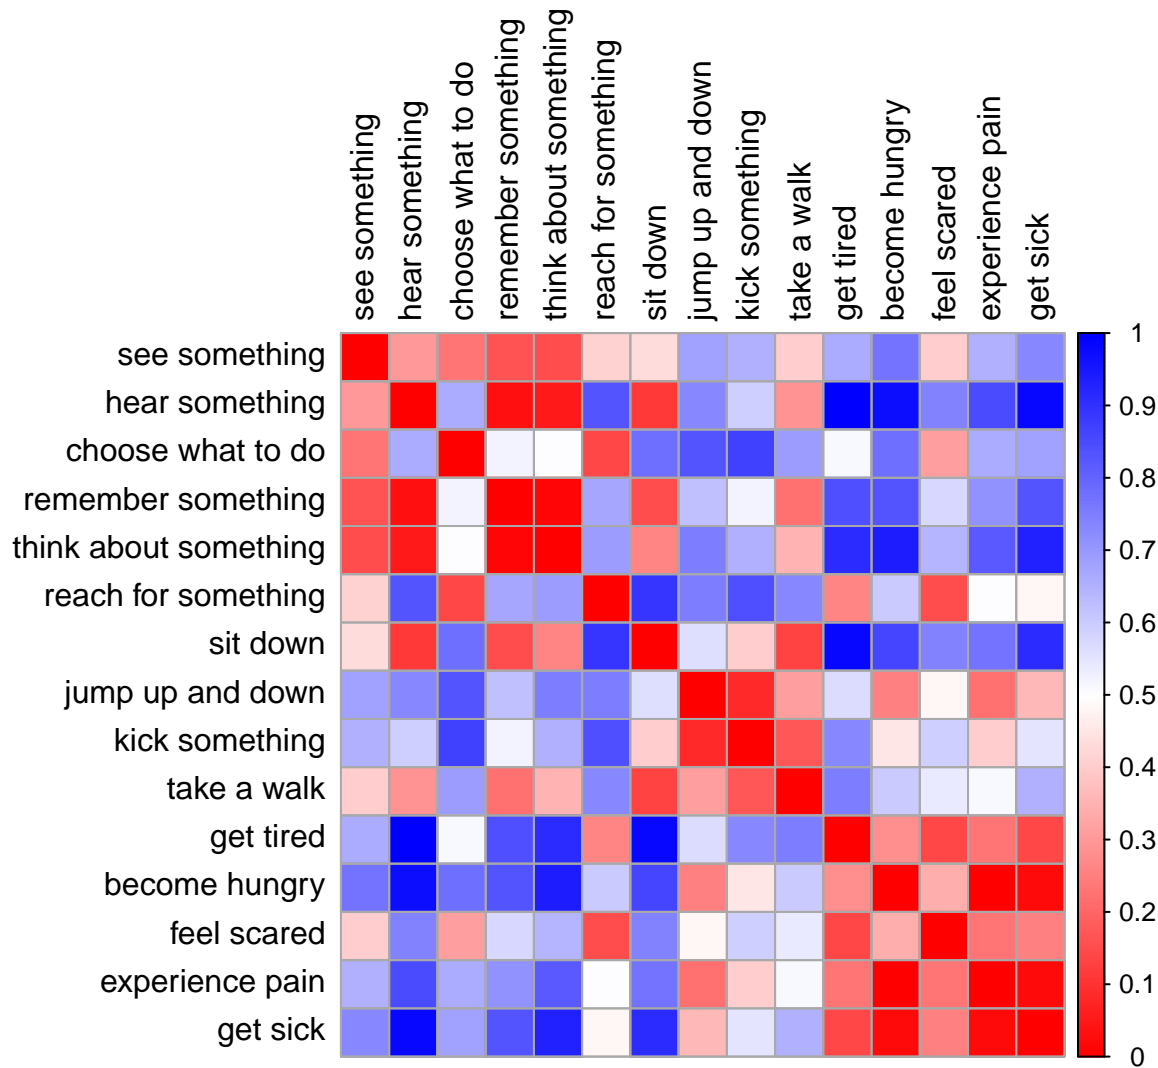 see something
hear something
choose what to do
remember something
think about something
reach for something
sit down
jump up and down
kick something
take a walk
get tired
become hungry
feel scared
experience pain
get sick
see something
hear something
choose what to do
remember something
think about something
reach for something
sit down
jump up and down
kick something
take a walk
get tired
become hungry
feel scared
experience pain
get sick
1
0.9
0.8
0.7
0.6
0.5
0.4
0.3
0.2
0.1
0